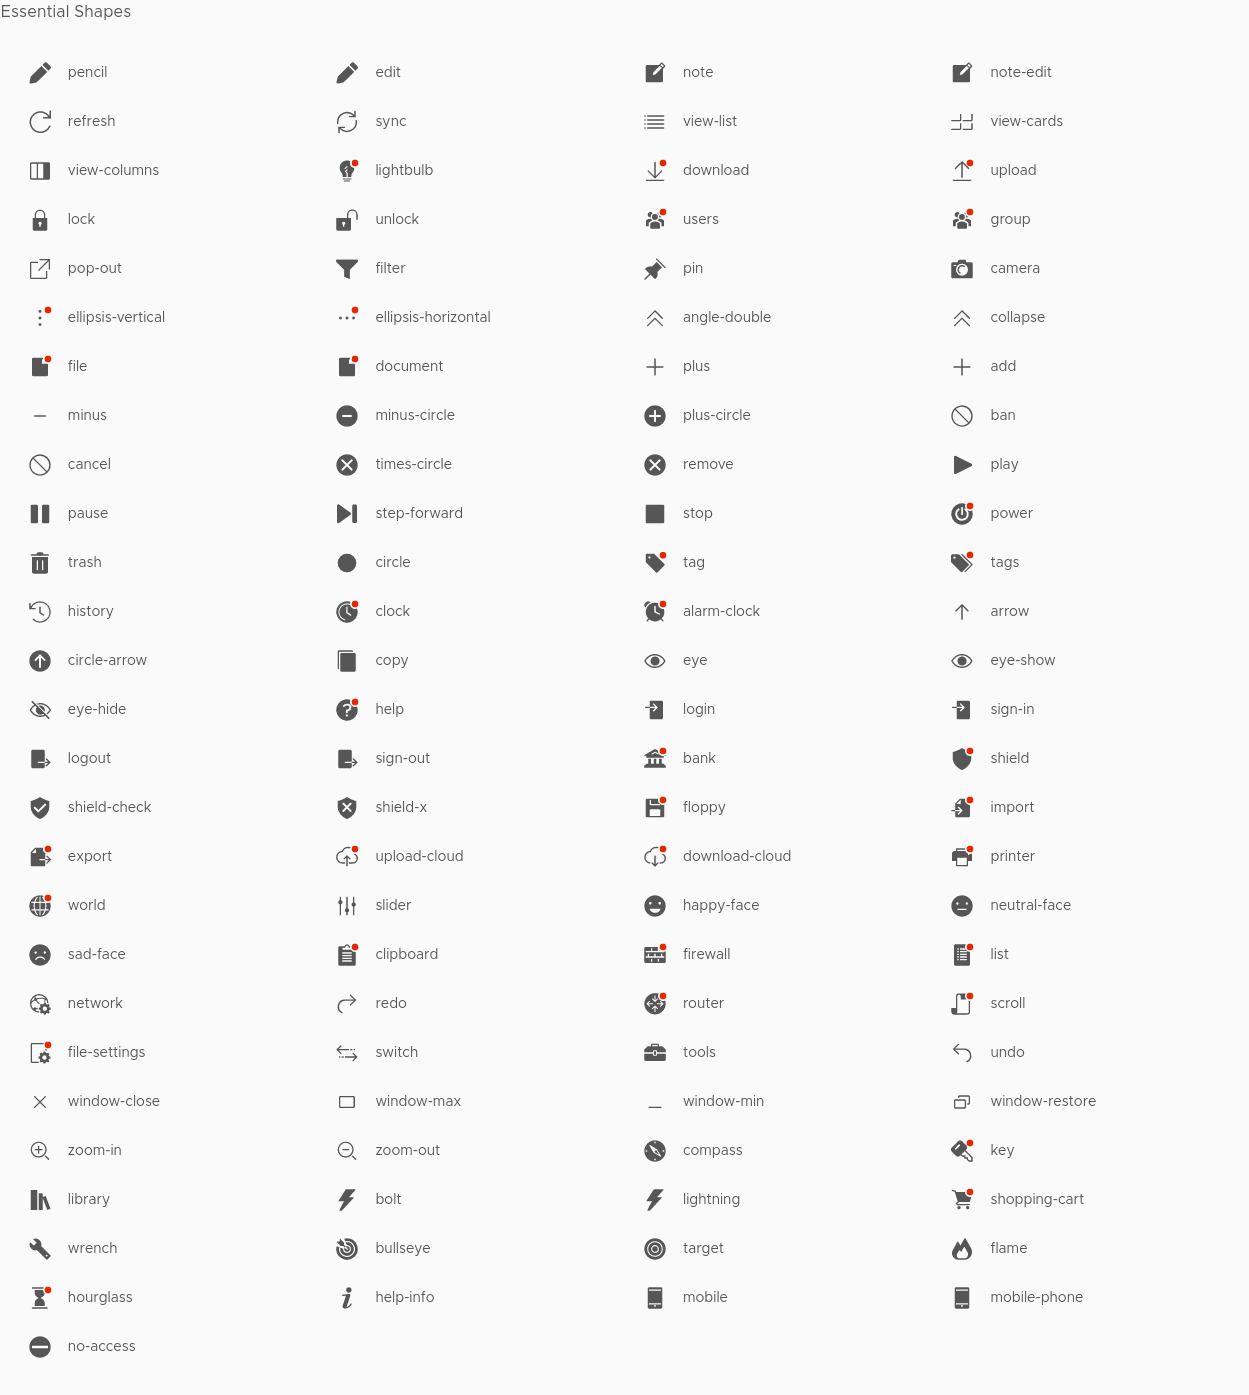 Essential Shapes
pencil edit note note-edit
refresh sync view-list view-cards
view-columns lightbulb download upload
lock unlock users group
pop-out filter pin camera
ellipsis-vertical ellipsis-horizontal angle-double collapse
file document plus add
minus minus-circle plus-circle ban
cancel times-circle remove play
pause step-forward stop power
trash circle tag tags
history clock alarm-clock arrow
circle-arrow copy eye eye-show
eye-hide help login sign-in
logout sign-out bank shield
shield-check shield-x floppy import
export upload-cloud download-cloud printer
world slider happy-face neutral-face
sad-face clipboard firewall list
network redo router scroll
file-settings switch tools undo
window-close window-max window-min window-restore
zoom-in zoom-out compass key
library bolt lightning shopping-cart
wrench bullseye target flame
hourglass help-info mobile mobile-phone
no-access